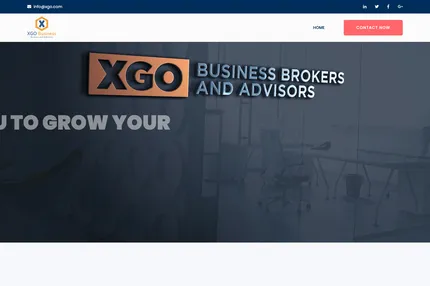 info@xgo.com
XGO Business
HOME
CONTACT NOW
XGO
BUSINESS BROKERS
AND ADVISORS
U TO GROW YOUR